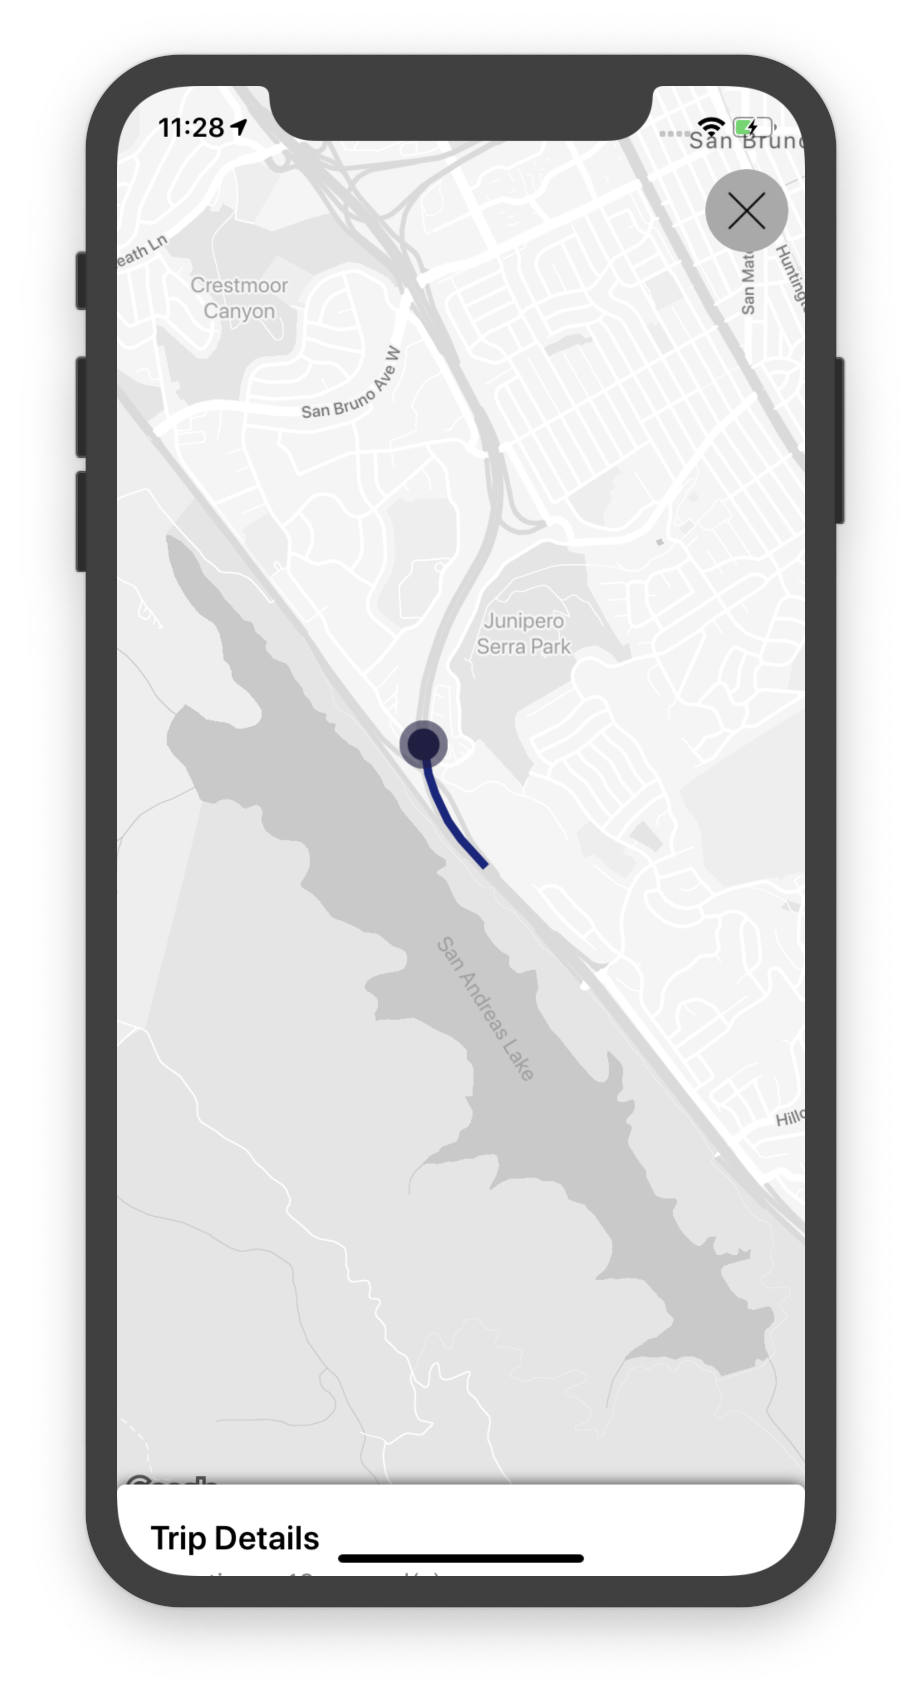 11:28
San Brun
eath Ln
Crestmoor
Canyon
San Mat
Hunting
San Bruno Ave W
Junipero
Serra Park
San Andreas Lake
Hillc
Trip Details